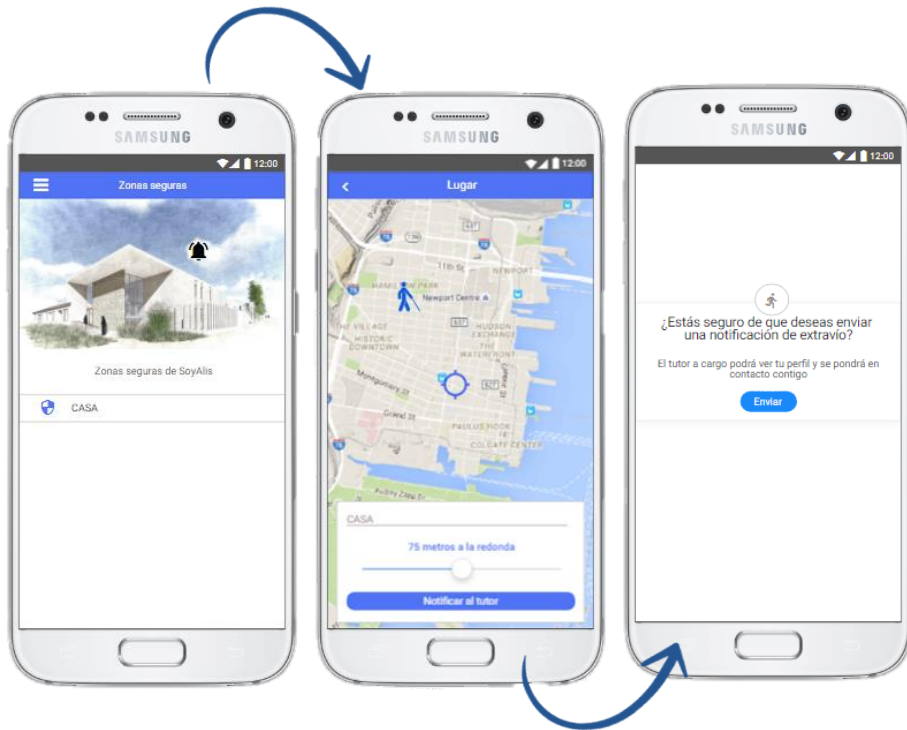 SAMSUNG
12:00
Zonas seguras
Zonas seguras de SoyAlis
CASA
SAMSUNG
12:00
Lugar
11th St
NEWPORT
HAMILTON PARK
Newport Centre
THE VILLAGE
HISTORIC
DOWNTOWN
HUDSON
EXCHANGE
THE
WATERFRONT
Montgomery St
Grand St
PAULUS HOOK
COLGATE CENTER
Audrey Zapp Dr
CASA
75 metros a la redonda
Notificar al tutor
SAMSUNG
12:00
¿Estás seguro de que deseas enviar
una notificación de extravío?
El tutor a cargo podrá ver tu perfil y se pondrá en
contacto contigo
Enviar